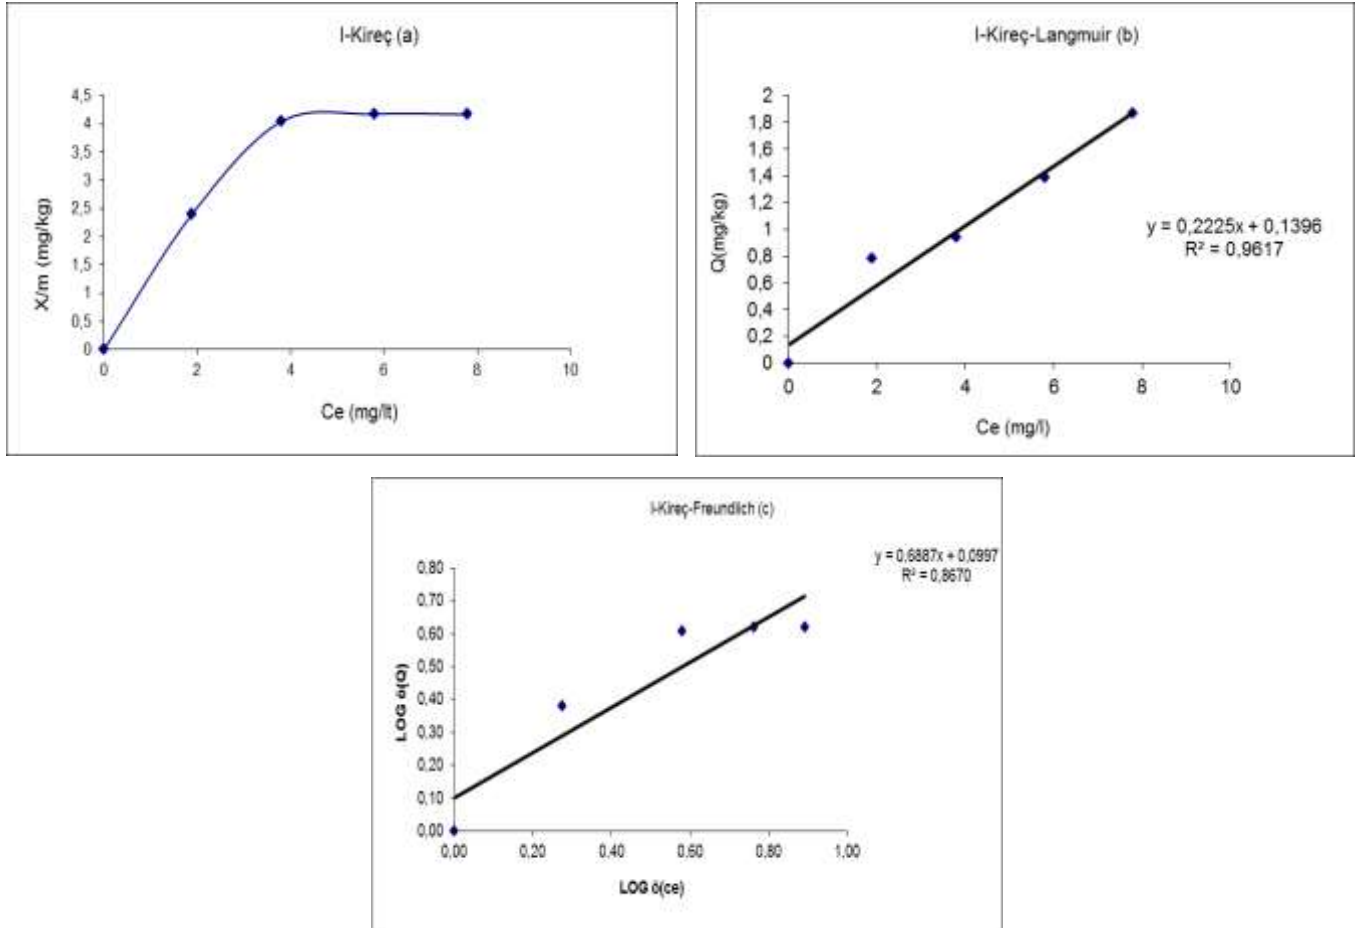 I-Kireç (a)
X/m (mg/kg)
4,5
4
3,5
3
2,5
2
1,5
1
0,5
0
0 2 4 6 8 10
Ce (mg/lt)
I-Kireç-Langmuir (b)
Q(mg/kg)
2
1,8
1,6
1,4
1,2
1
0,8
0,6
0,4
0,2
0
y = 0,2225x + 0,1396
R² = 0,9617
0 2 4 6 8 10
Ce (mg/l)
I-Kireç-Freundlich (c)
y = 0,6887x + 0,0997
R² = 0,8670
LOG ö(Q)
0,80
0,70
0,60
0,50
0,40
0,30
0,20
0,10
0,00
0,00 0,20 0,40 0,60 0,80 1,00
LOG ö(ce)